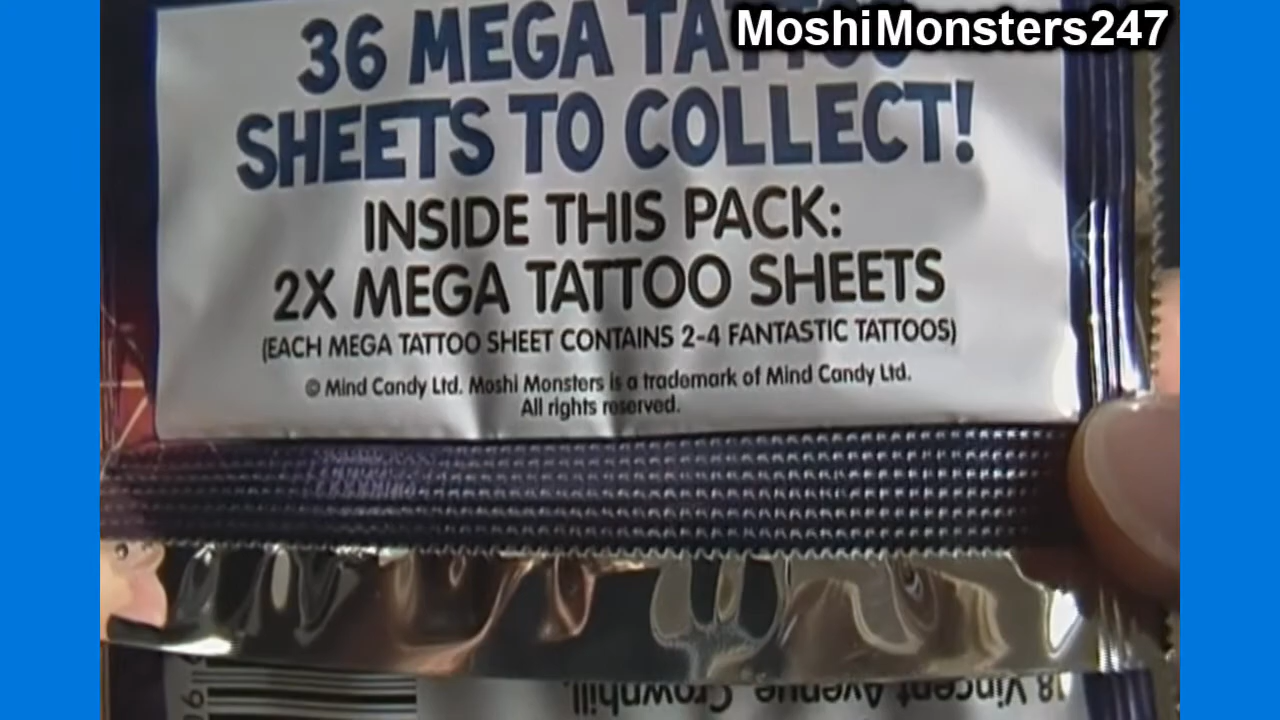 MoshiMonsters247
36 MEGA TATTOO
SHEETS TO COLLECT!
INSIDE THIS PACK:
2X MEGA TATTOO SHEETS
(EACH MEGA TATTOO SHEET CONTAINS 2-4 FANTASTIC TATTOOS)
© Mind Candy Ltd. Moshi Monsters is a trademark of Mind Candy Ltd.
All rights reserved.
18 Vincent Avenue, Crownhill,